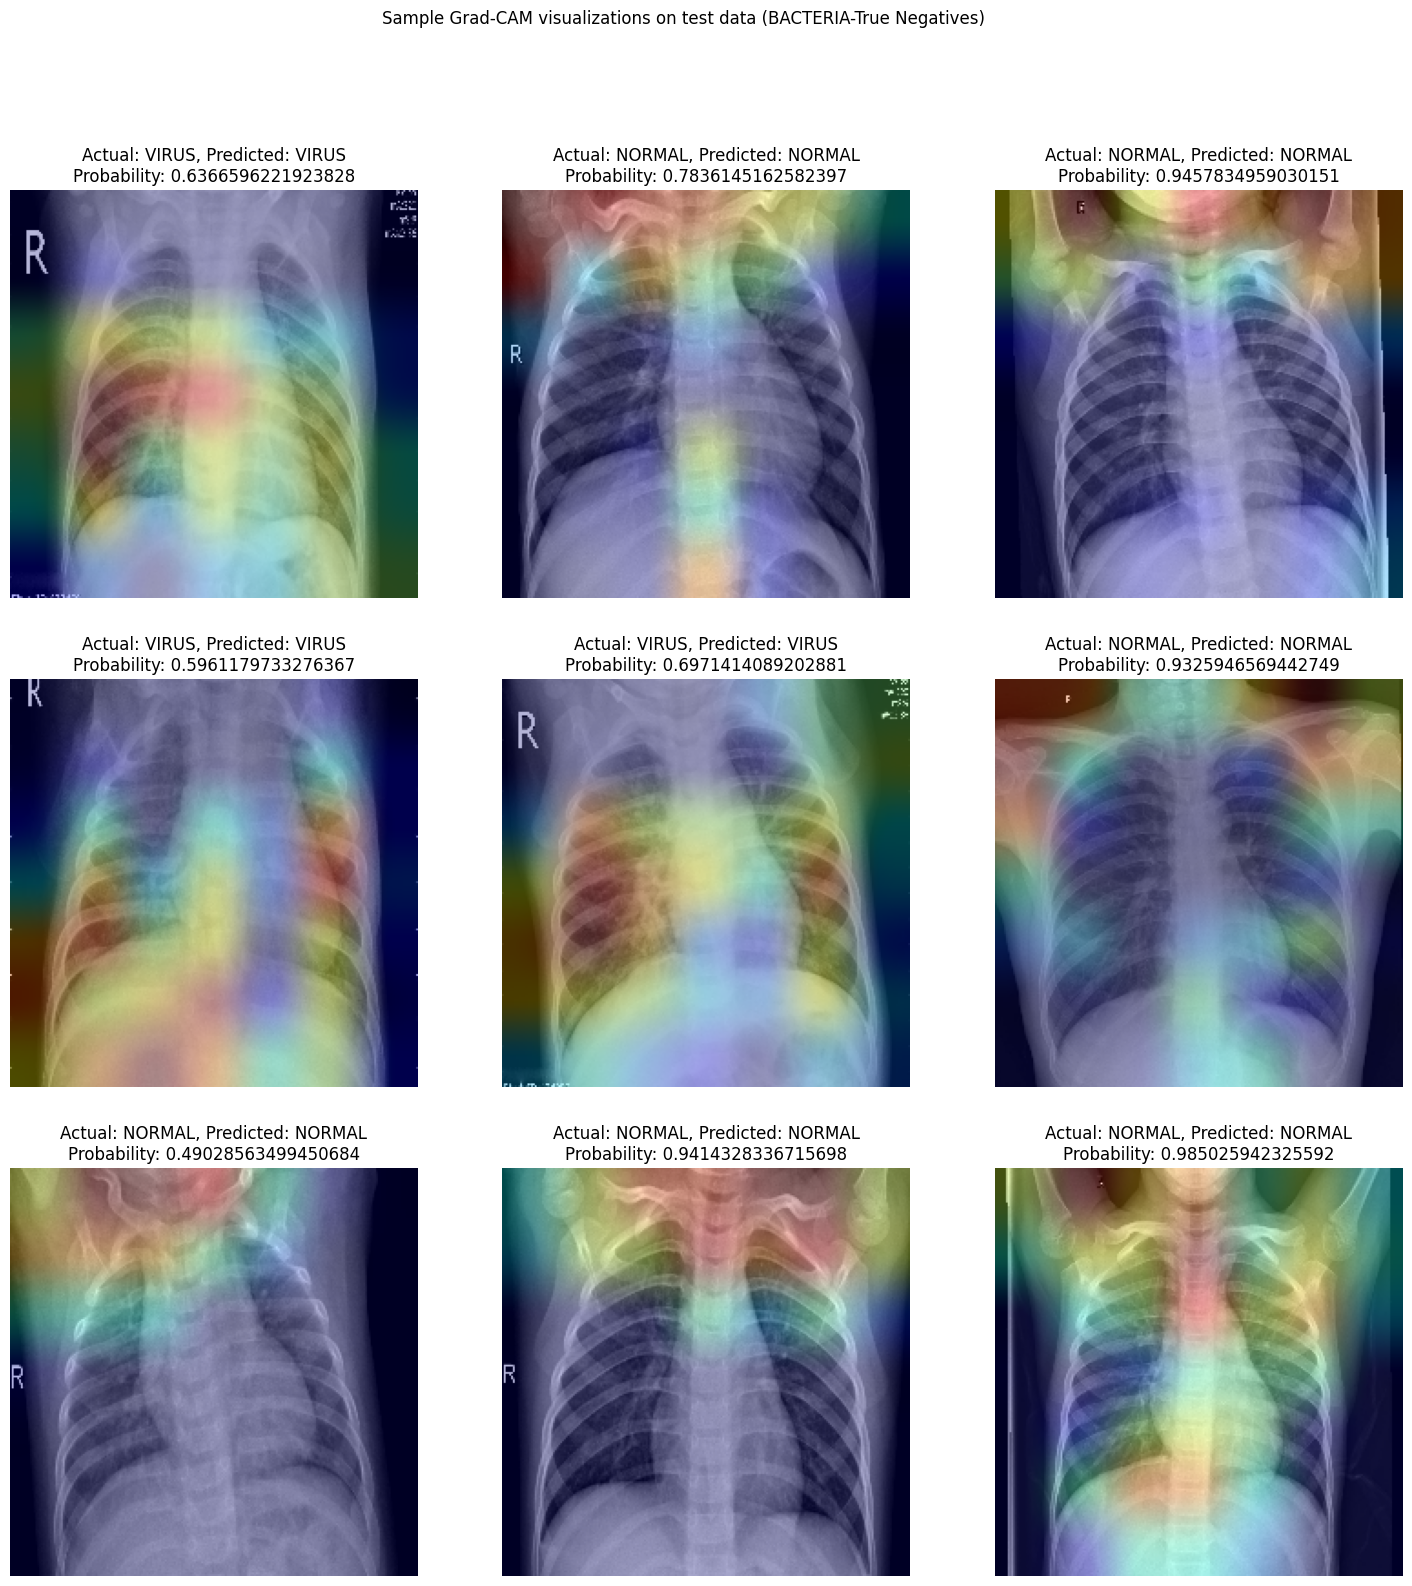 Sample Grad-CAM visualizations on test data (BACTERIA-True Negatives)
Actual: VIRUS, Predicted: VIRUS
Probability: 0.6366596221923828
Actual: NORMAL, Predicted: NORMAL
Probability: 0.7836145162582397
Actual: NORMAL, Predicted: NORMAL
Probability: 0.9457834959030151
R
R
Actual: VIRUS, Predicted: VIRUS
Probability: 0.5961179733276367
Actual: VIRUS, Predicted: VIRUS
Probability: 0.6971414089202881
Actual: NORMAL, Predicted: NORMAL
Probability: 0.9325946569442749
R
R
Actual: NORMAL, Predicted: NORMAL
Probability: 0.49028563499450684
Actual: NORMAL, Predicted: NORMAL
Probability: 0.9414328336715698
Actual: NORMAL, Predicted: NORMAL
Probability: 0.985025942325592
R
R